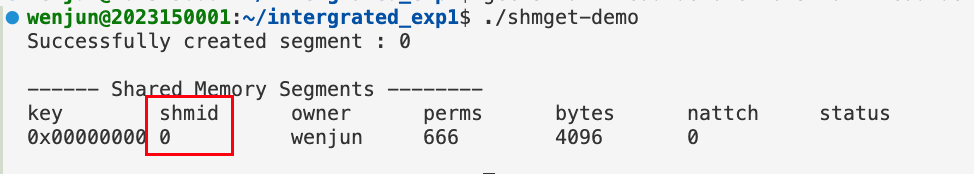 wenjun@2023150001:~/intergrated_exp1$ ./shmget-demo
Successfully created segment : 0
------ Shared Memory Segments --------
key shmid owner perms bytes nattch status
0x00000000 0 wenjun 666 4096 0